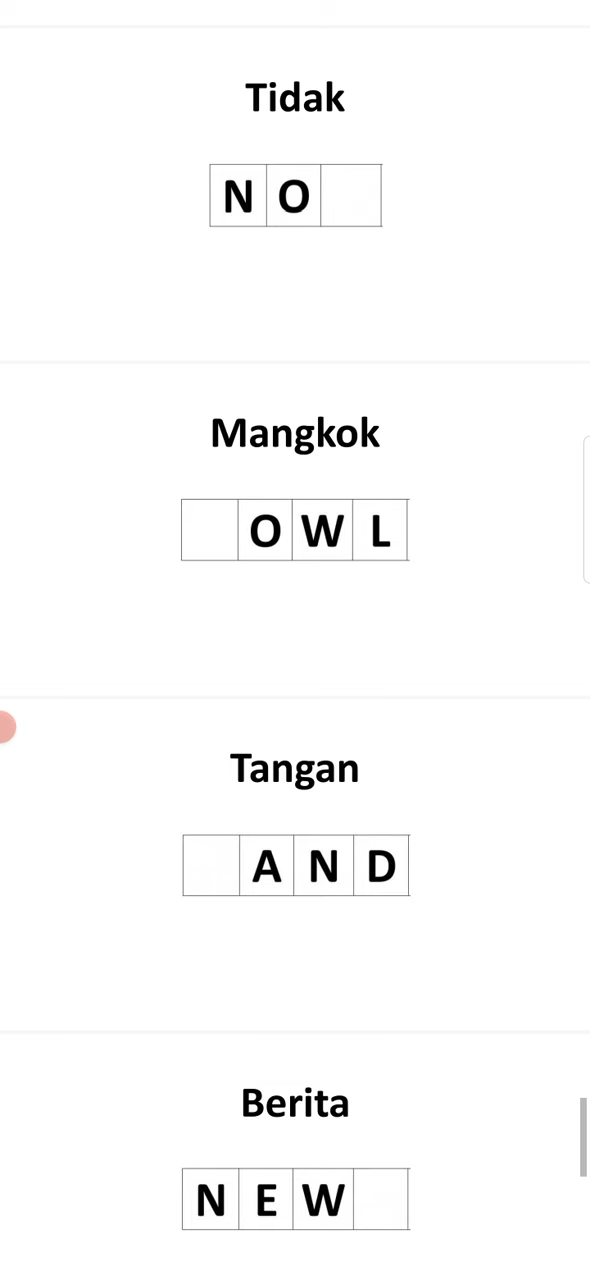 Tidak
N O
Mangkok
O W L
Tangan
A N D
Berita
N E W